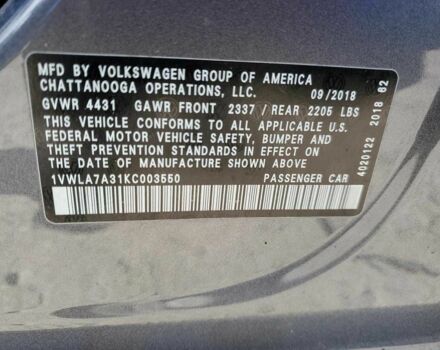 MFD BY VOLKSWAGEN GROUP OF AMERICA
CHATTANOOGA OPERATIONS, LLC. 09/2018
GVWR 4431 GAWR FRONT 2337 / REAR 2205 LBS
THIS VEHICLE CONFORMS TO ALL APPLICABLE U.S.
FEDERAL MOTOR VEHICLE SAFETY, BUMPER AND
THEFT PREVENTION STANDARDS IN EFFECT ON THE
DATE OF MANUFACTURE SHOWN ABOVE.
1VWLA7A31KC003550 PASSENGER CAR
4020122 2018 62